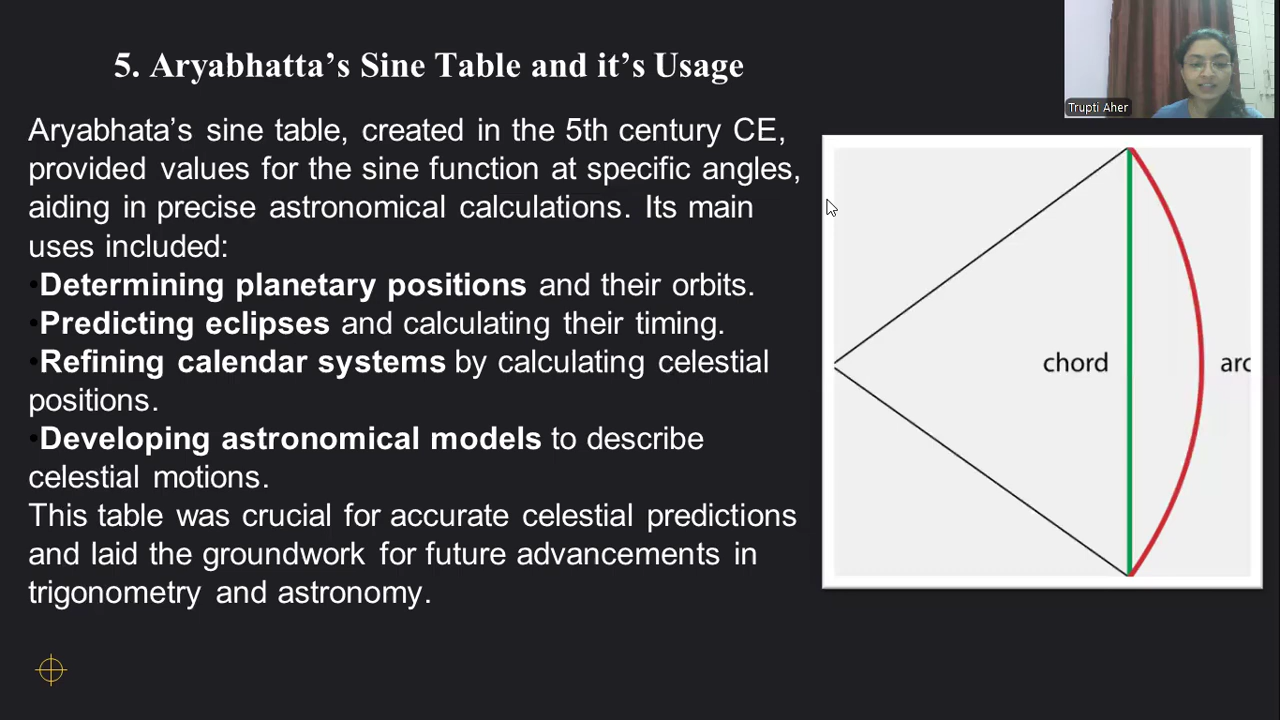 5. Aryabhatta’s Sine Table and it’s Usage
Trupti Aher
Aryabhata’s sine table, created in the 5th century CE,
provided values for the sine function at specific angles,
aiding in precise astronomical calculations. Its main
uses included:
•Determining planetary positions and their orbits.
•Predicting eclipses and calculating their timing.
•Refining calendar systems by calculating celestial
positions.
•Developing astronomical models to describe
celestial motions.
This table was crucial for accurate celestial predictions
and laid the groundwork for future advancements in
trigonometry and astronomy.
chord
arc